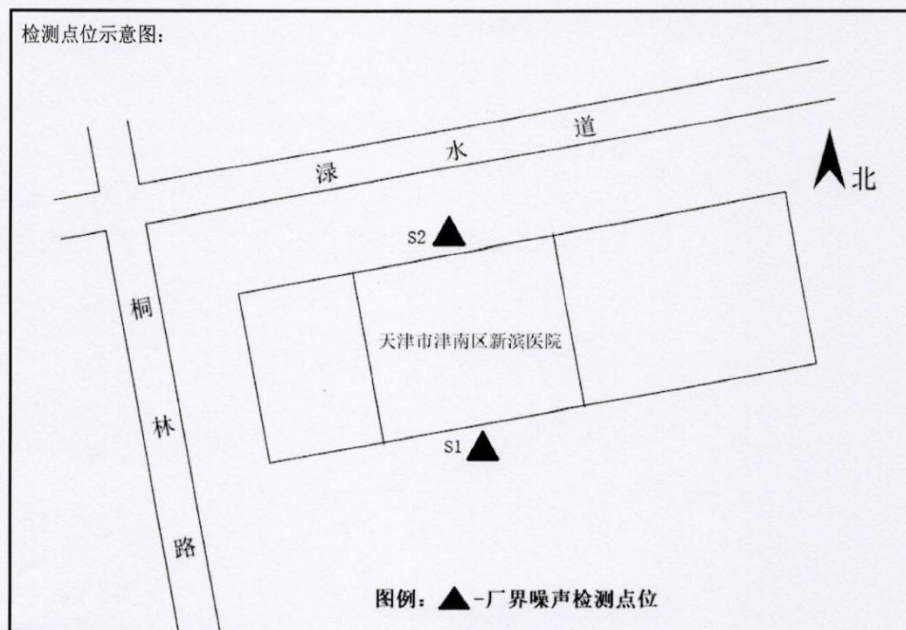 检测点位示意图：
渌水道
北
S2
桐林路
天津市津南区新滨医院
S1
图例：▲-厂界噪声检测点位